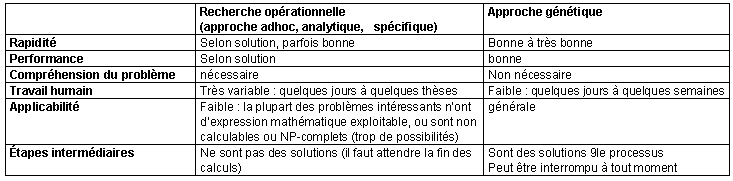 Recherche opérationnelle Approche génétique
(approche adhoc, analytique, spécifique)
Rapidité Selon solution, parfois bonne Bonne à très bonne
Performance Selon solution bonne
Compréhension du problème nécessaire Non nécessaire
Travail humain Très variable : quelques jours à quelques thèses Faible : quelques jours à quelques semaines
Applicabilité Faible : la plupart des problèmes intéressants n'ont générale
d'expression mathématique exploitable, ou sont non
calculables ou NP-complets (trop de possibilités)
Étapes intermédiaires Ne sont pas des solutions (il faut attendre la fin des Sont des solutions 9le processus
calculs) Peut être interrompu à tout moment